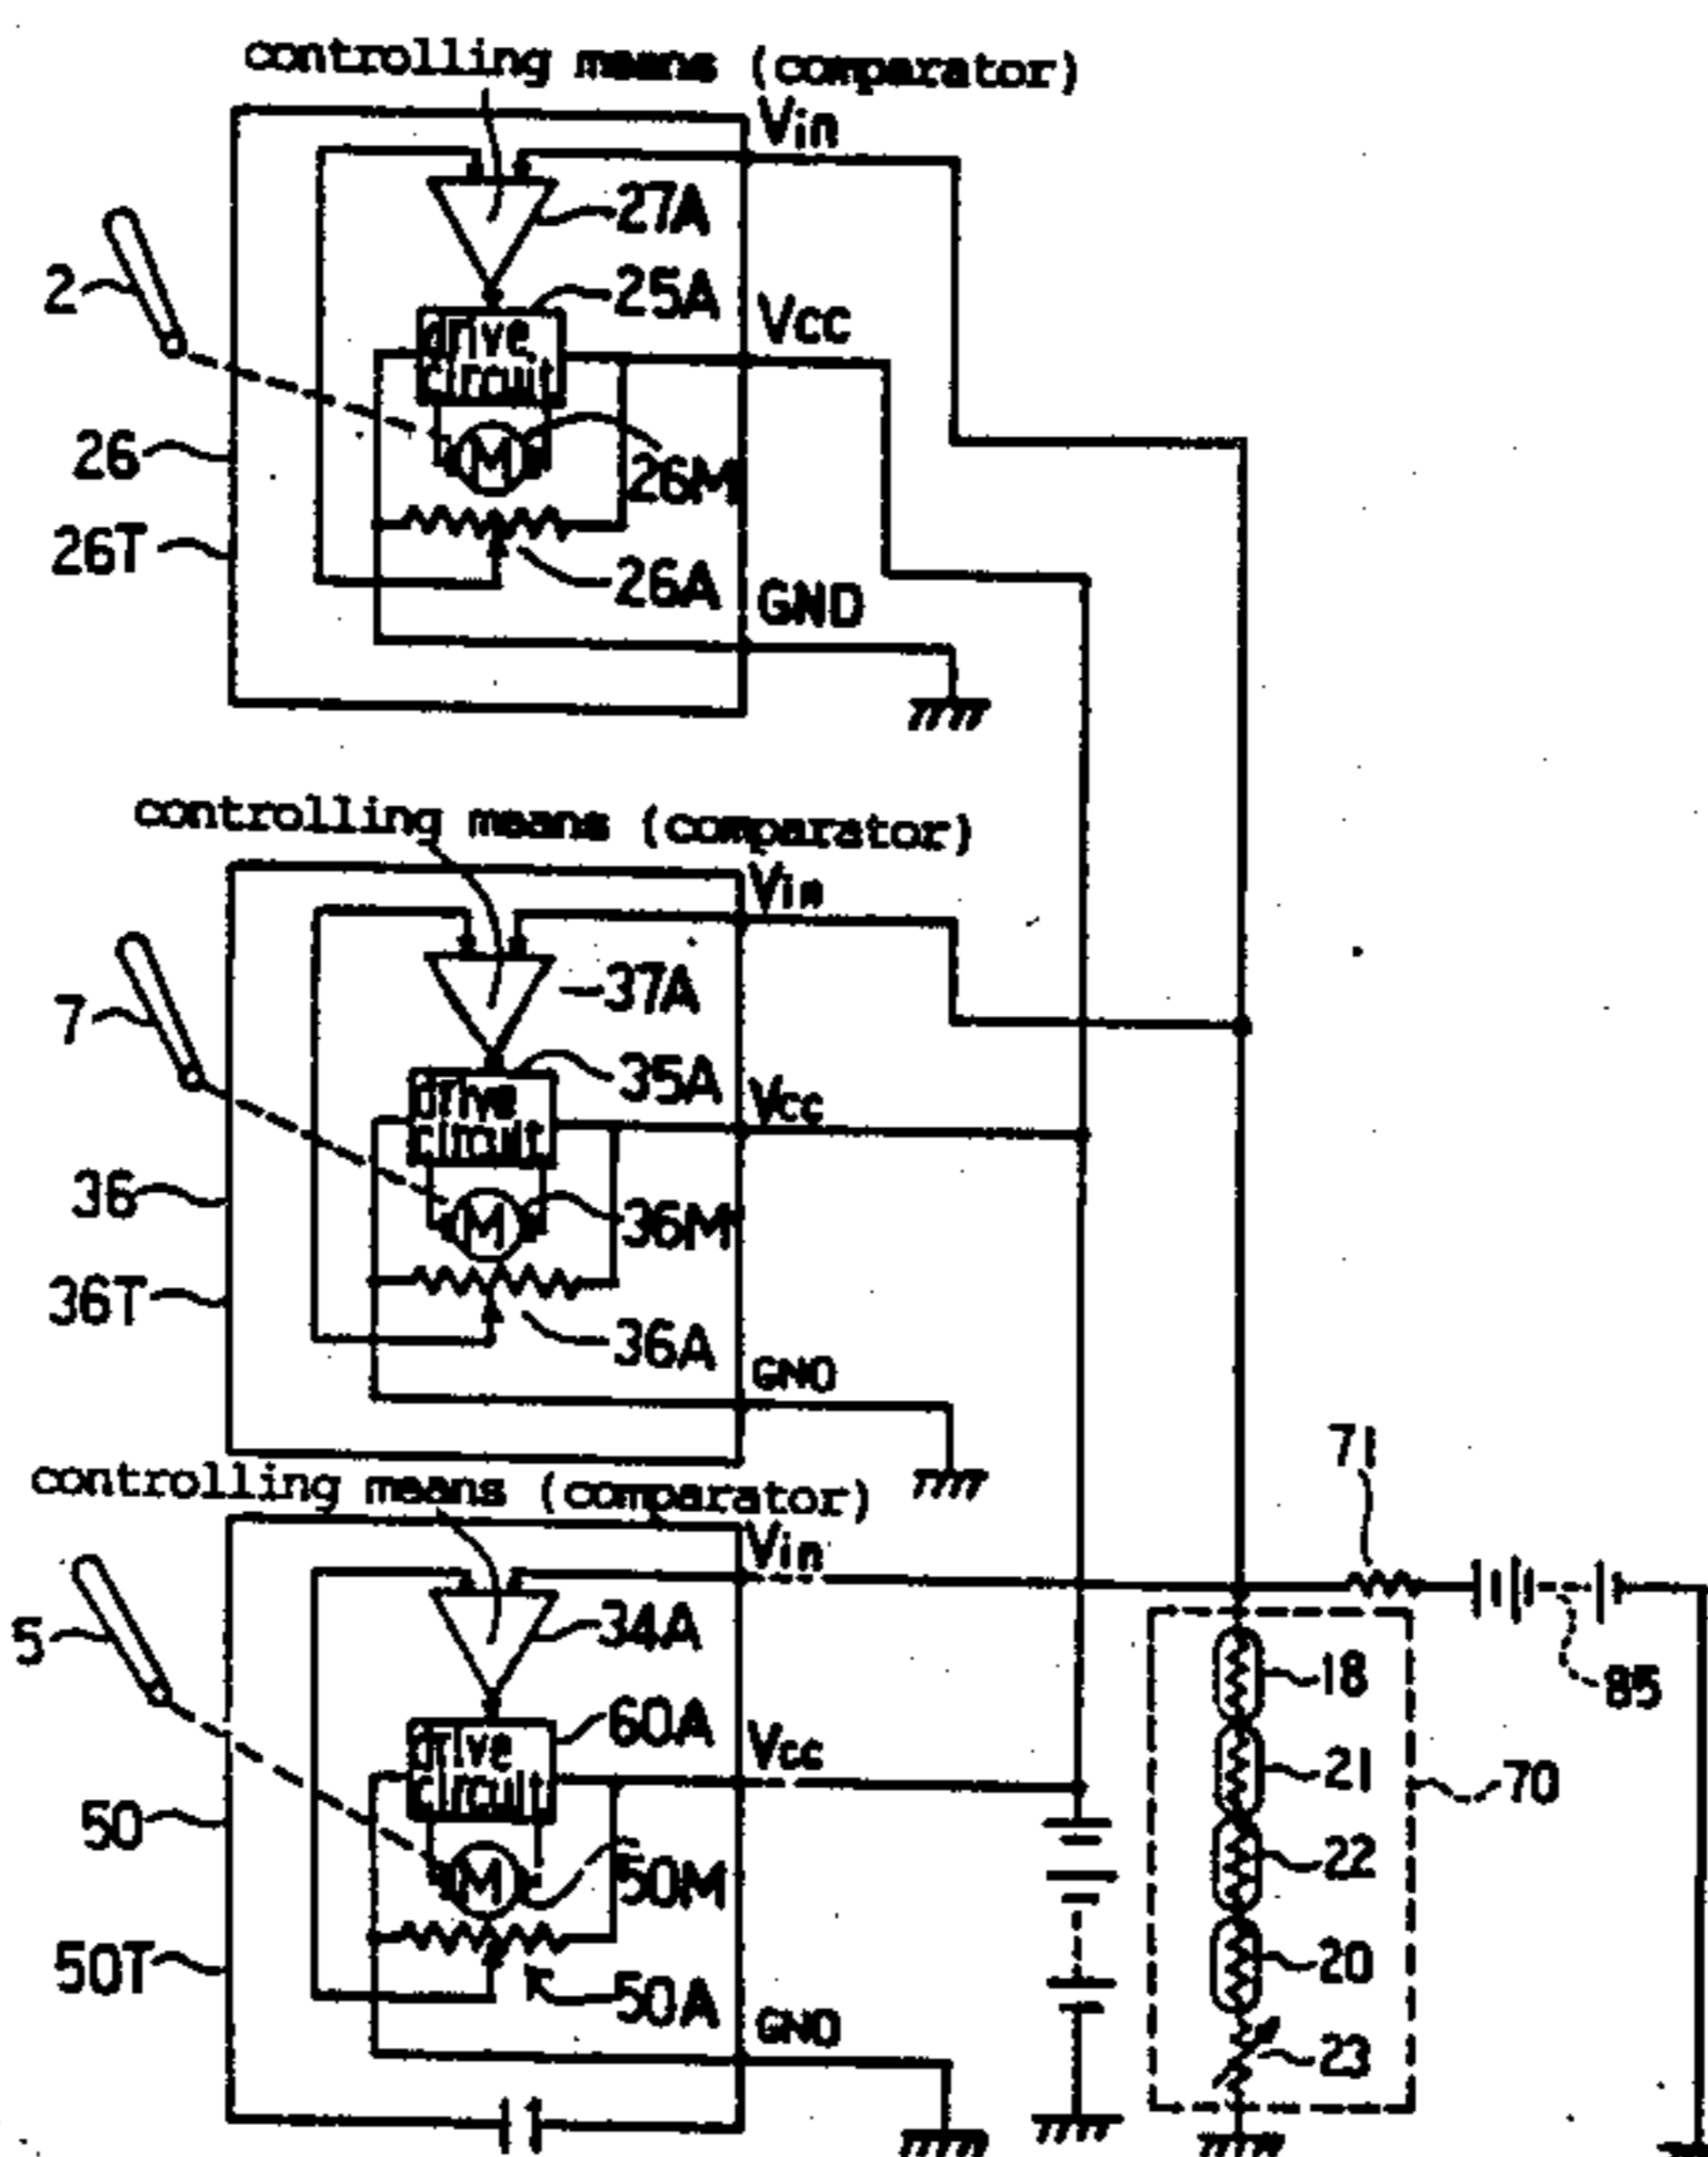 controlling means (comparator)
Vin
27A
2
25A
Vcc
drive
circuit
26
M
26M
26T
26A
GND
controlling means (comparator)
Vin
7
37A
35A
Vcc
drive
circuit
36
M
36M
36T
36A
GND
controlling means (comparator)
Vin
71
5
34A
18
85
60A
Vcc
drive
circuit
21
70
50
M
50M
22
50T
50A
20
GND
23